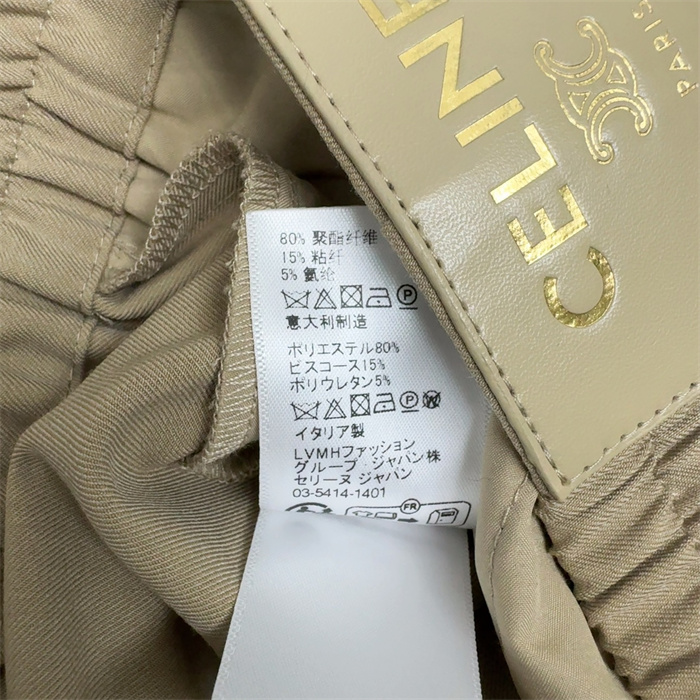 CELINE
PARIS
80% 聚酯纤维
15% 粘纤
5% 氨纶
P
意大利制造
ポリエステル80%
ビスコース15%
ポリウレタン5%
P W
イタリア製
LVMHファッション
グループ・ジャパン株
セリーヌ ジャパン
03-5414-1401
FR